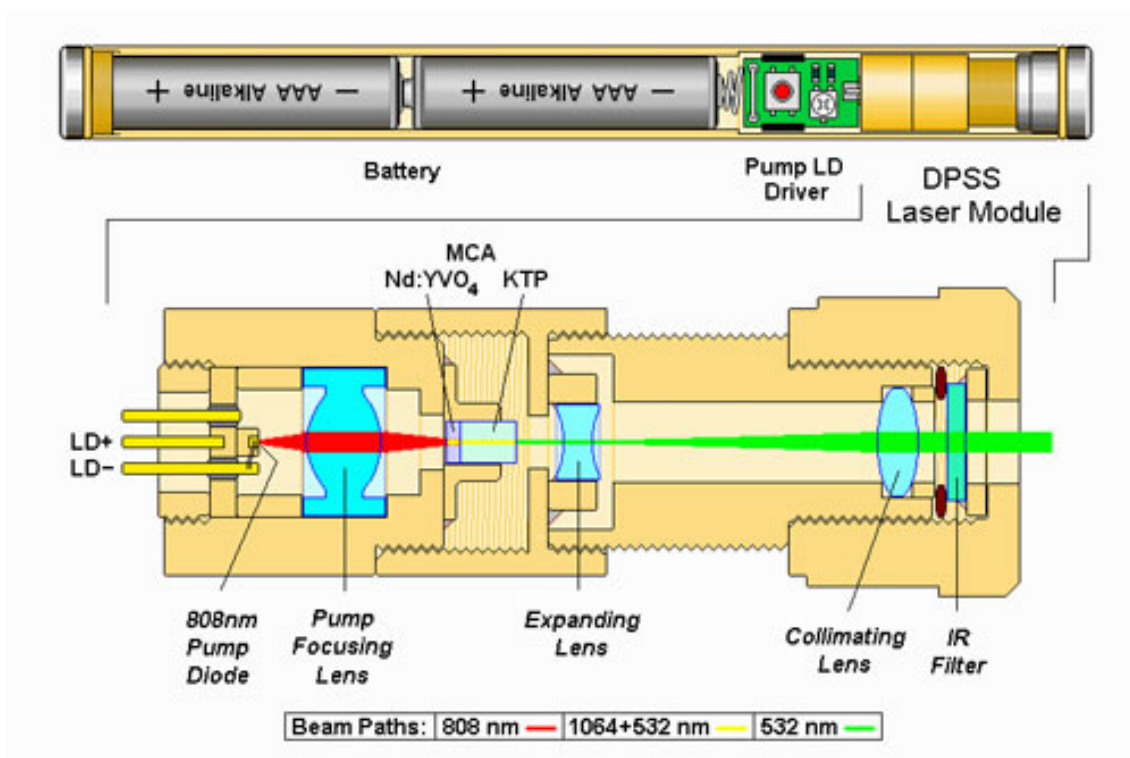 − AAA Alkaline +
− AAA Alkaline +
Battery
Pump LD
Driver
DPSS
Laser Module
MCA
Nd:YVO4 KTP
LD+
LD−
808nm
Pump
Diode
Pump
Focusing
Lens
Expanding
Lens
Collimating
Lens
IR
Filter
Beam Paths: 808 nm 1064+532 nm 532 nm